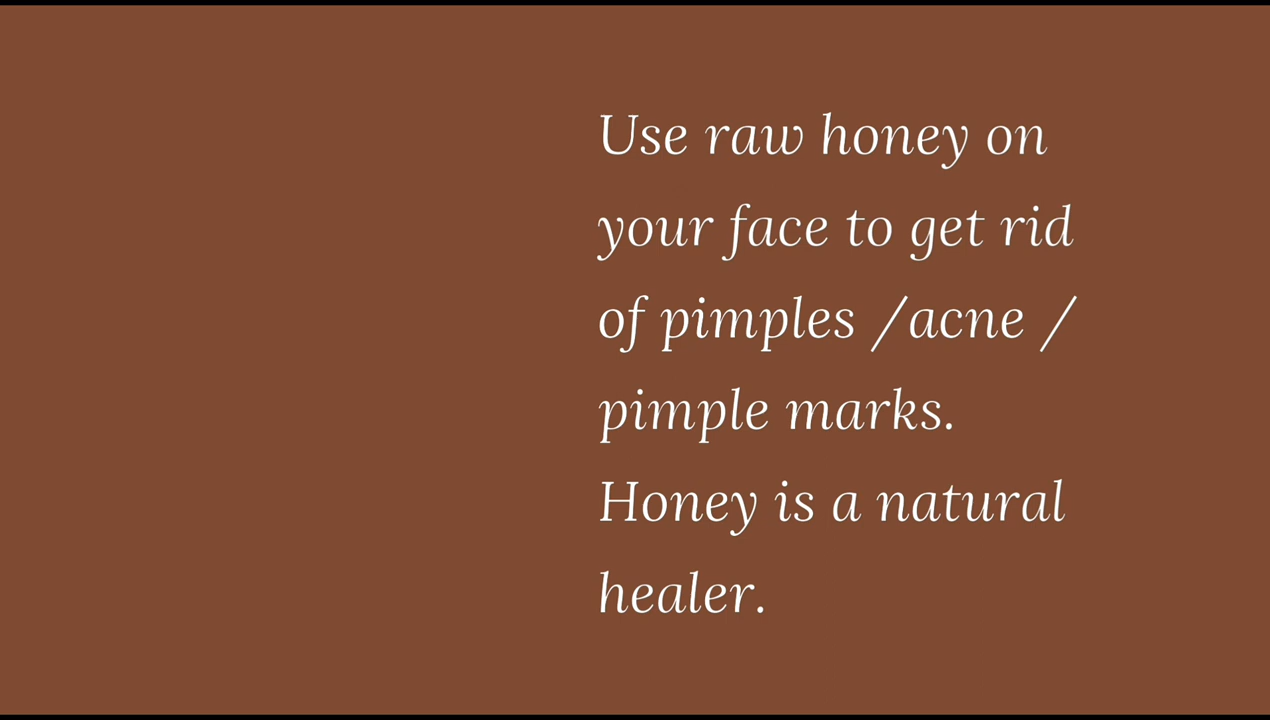 Use raw honey on
your face to get rid
of pimples /acne /
pimple marks.
Honey is a natural
healer.